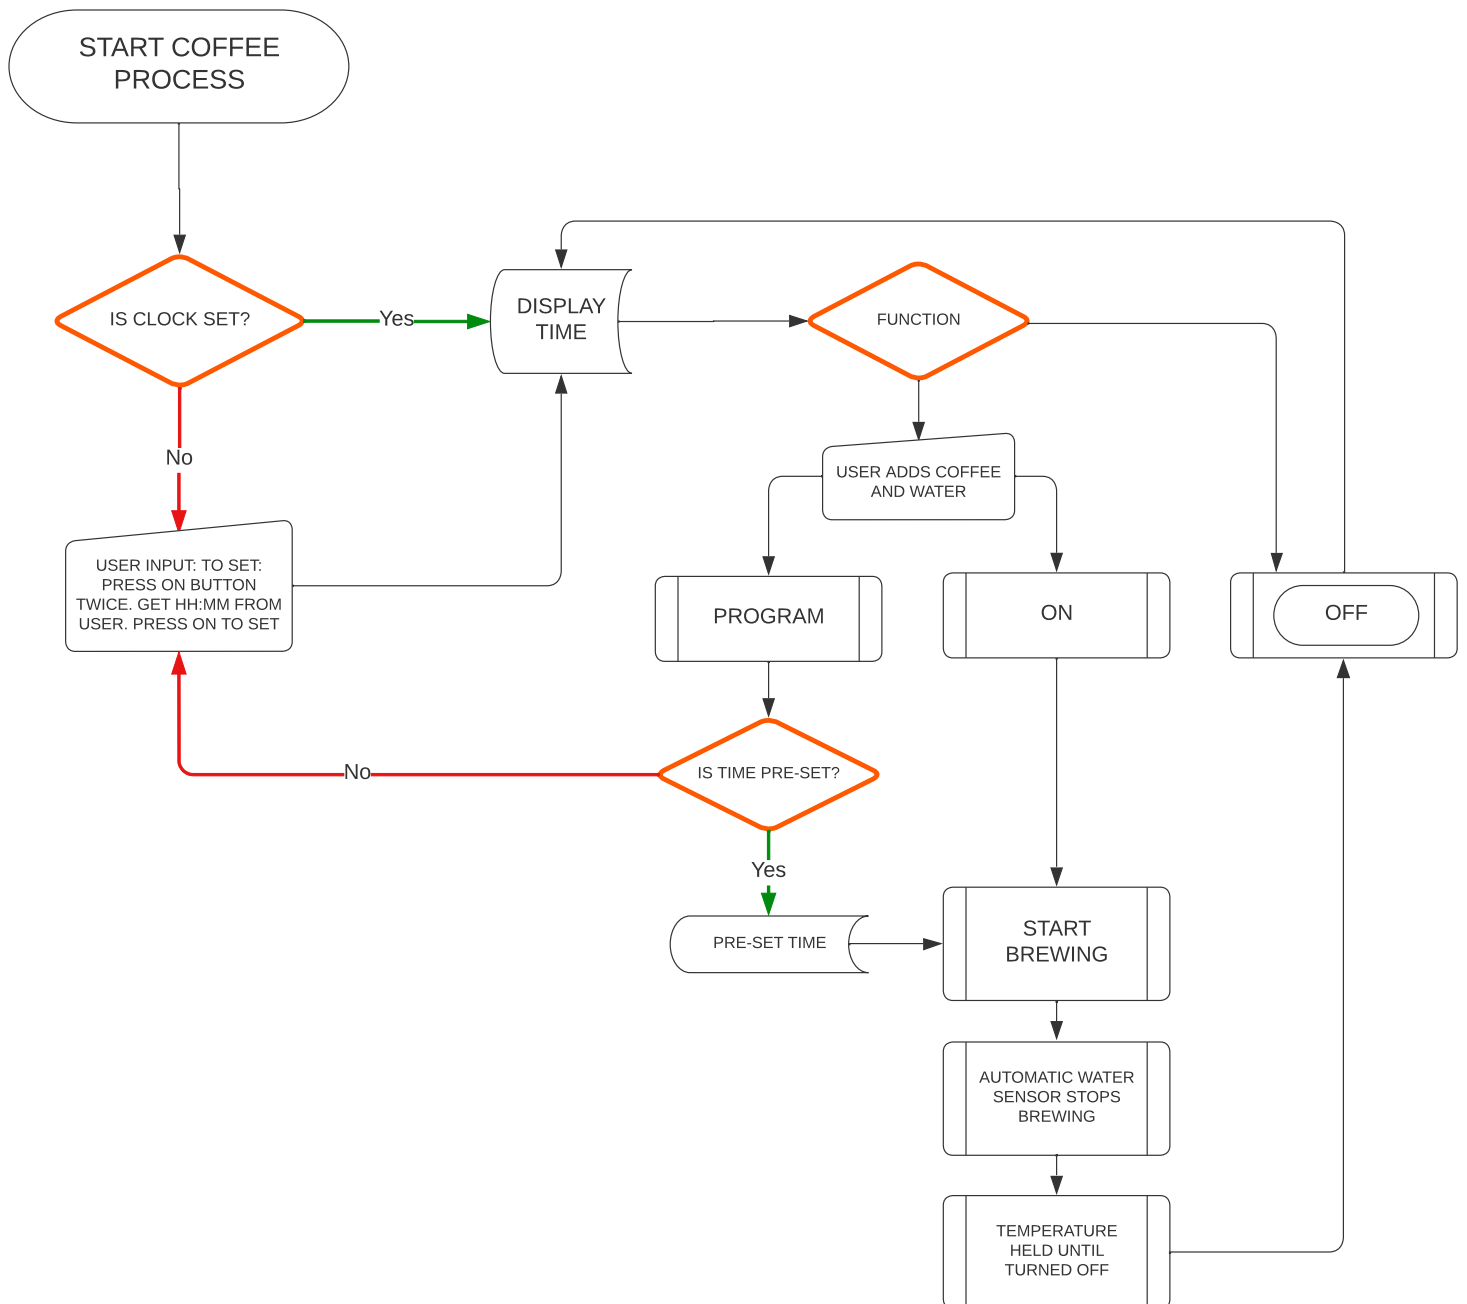 START COFFEE
PROCESS
IS CLOCK SET?
Yes
DISPLAY
TIME
FUNCTION
No
USER ADDS COFFEE
AND WATER
USER INPUT: TO SET:
PRESS ON BUTTON
TWICE. GET HH:MM FROM
USER. PRESS ON TO SET
PROGRAM
ON
OFF
No
IS TIME PRE-SET?
Yes
PRE-SET TIME
START
BREWING
AUTOMATIC WATER
SENSOR STOPS
BREWING
TEMPERATURE
HELD UNTIL
TURNED OFF